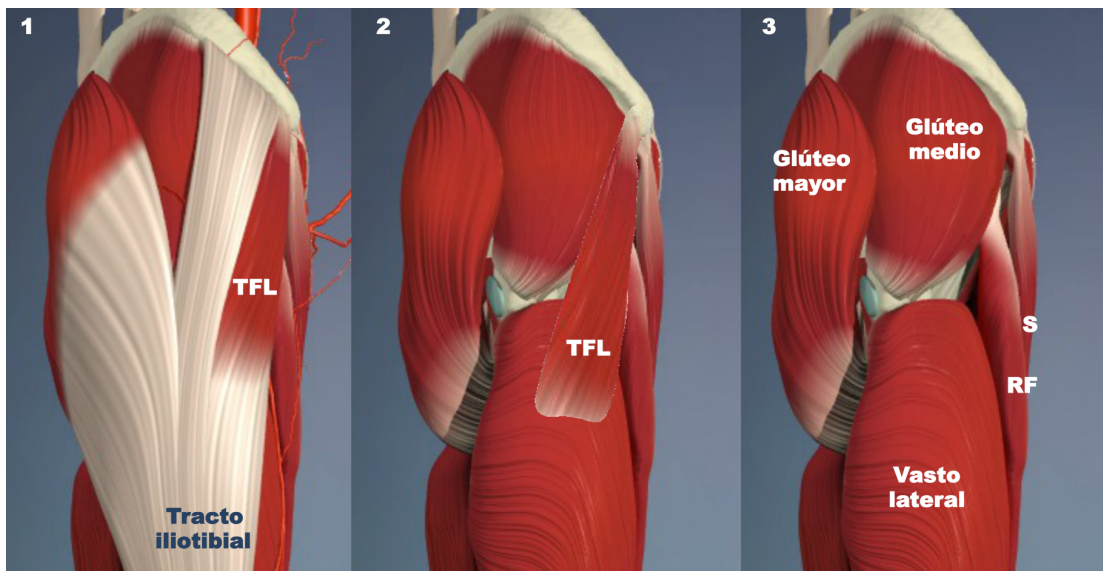 1
TFL
Tracto
iliotibial
2
TFL
3
Glúteo
medio
Glúteo
mayor
S
RF
Vasto
lateral